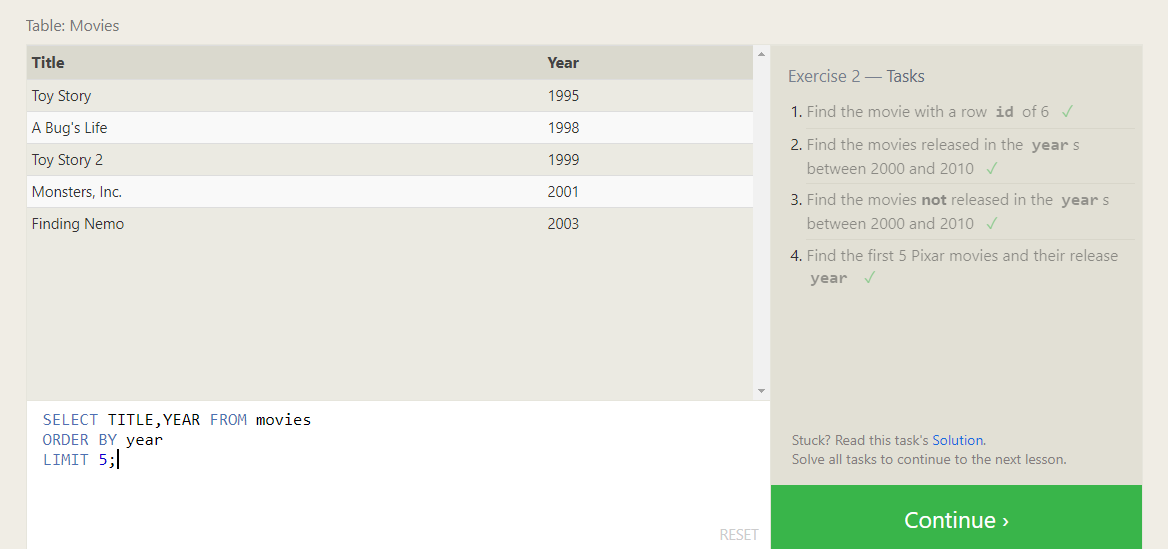 Table: Movies
Title Year
Toy Story 1995
A Bug's Life 1998
Toy Story 2 1999
Monsters, Inc. 2001
Finding Nemo 2003
SELECT TITLE,YEAR FROM movies
ORDER BY year
LIMIT 5;
RESET
Exercise 2 — Tasks
1. Find the movie with a row id of 6 ✓
2. Find the movies released in the year s
between 2000 and 2010 ✓
3. Find the movies not released in the year s
between 2000 and 2010 ✓
4. Find the first 5 Pixar movies and their release
year ✓
Stuck? Read this task's Solution.
Solve all tasks to continue to the next lesson.
Continue ›